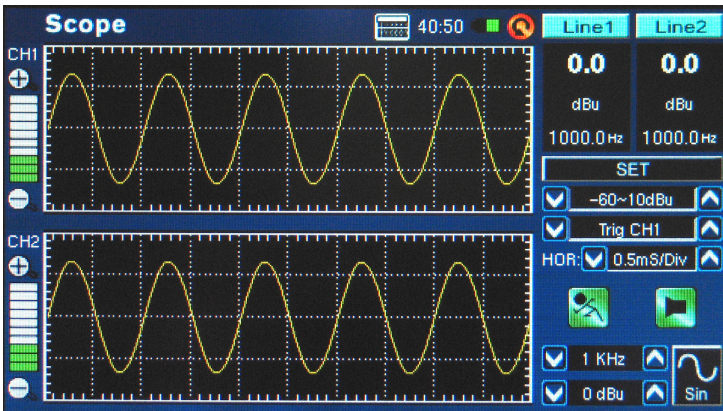 Scope
40:50
Line1
Line2
CH1
0.0
0.0
dBu
dBu
1000.0Hz
1000.0Hz
SET
-60~10dBu
Trig CH1
CH2
HOR:
0.5mS/Div
1 KHz
0 dBu
Sin